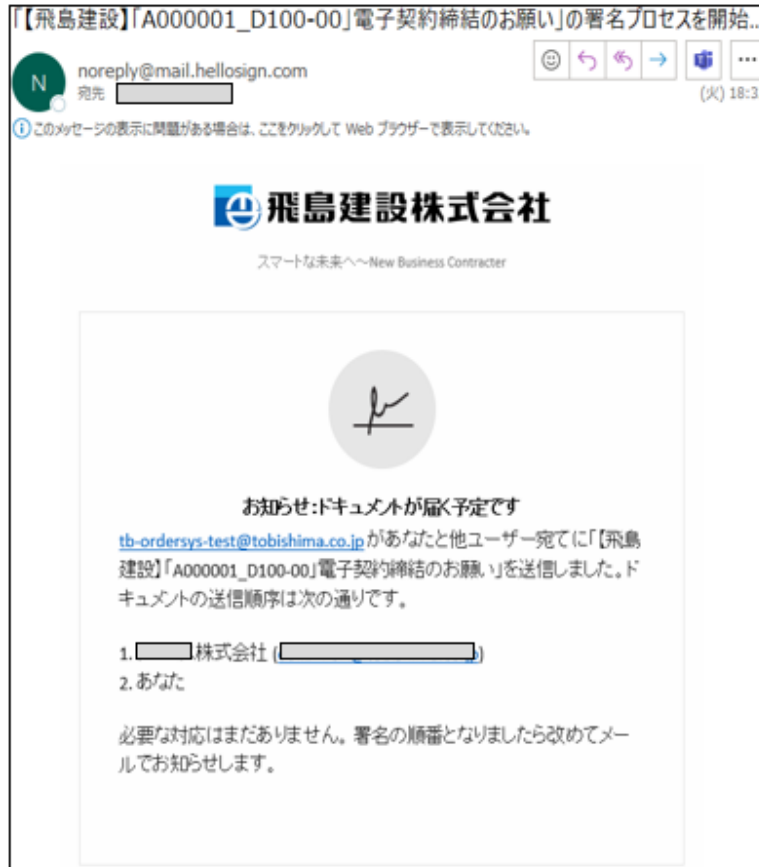 「【飛島建設】「A000001_D100-00」電子契約締結のお願い」の署名プロセスを開始...
N
noreply@mail.hellosign.com
宛先
(火) 18:3
このメッセージの表示に問題がある場合は、ここをクリックして Web ブラウザーで表示してください。
飛島建設株式会社
スマートな未来へ～New Business Contracter
お知らせ:ドキュメントが届く予定です
tb-ordersys-test@tobishima.co.jpがあなたと他ユーザー宛てに「【飛島
建設】「A000001_D100-00」電子契約締結のお願い」を送信しました。ド
キュメントの送信順序は次の通りです。
1. 株式会社 ( )
2. あなた
必要な対応はまだありません。署名の順番となりましたら改めてメー
ルでお知らせします。